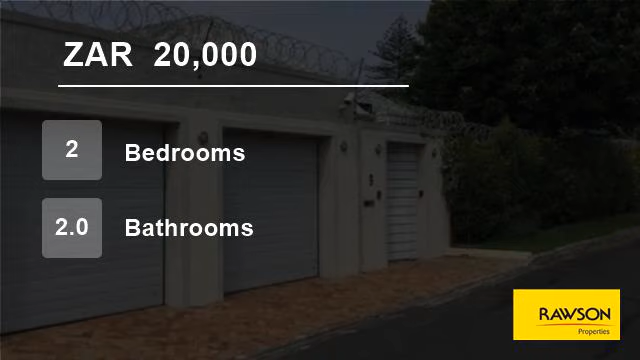 ZAR 20,000
2
Bedrooms
2.0
Bathrooms
RAWSON
Properties